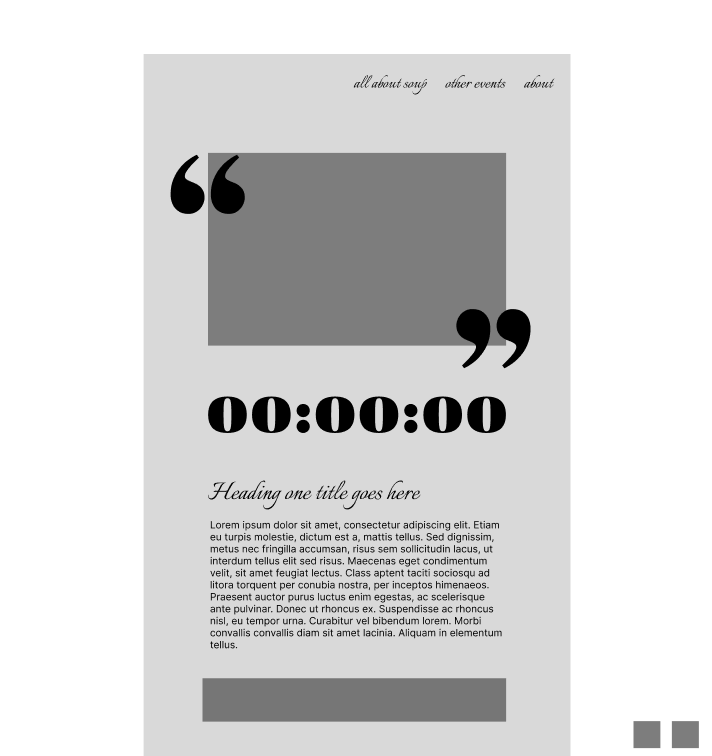 all about soup other events about
“
”
00:00:00
Heading one title goes here
Lorem ipsum dolor sit amet, consectetur adipiscing elit. Etiam
eu turpis molestie, dictum est a, mattis tellus. Sed dignissim,
metus nec fringilla accumsan, risus sem sollicitudin lacus, ut
interdum tellus elit sed risus. Maecenas eget condimentum
velit, sit amet feugiat lectus. Class aptent taciti sociosqu ad
litora torquent per conubia nostra, per inceptos himenaeos.
Praesent auctor purus luctus enim egestas, ac scelerisque
ante pulvinar. Donec ut rhoncus ex. Suspendisse ac rhoncus
nisl, eu tempor urna. Curabitur vel bibendum lorem. Morbi
convallis convallis diam sit amet lacinia. Aliquam in elementum
tellus.